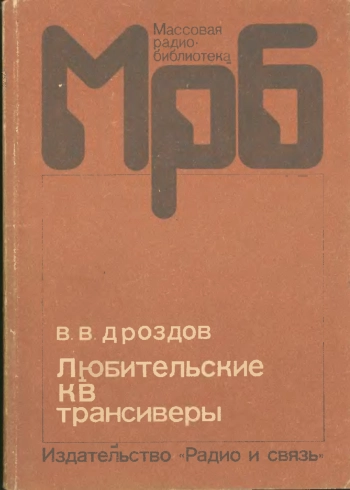 Массовая
радио-
библиотека
Мрб
В. В. Дроздов
Любительские
КВ
трансиверы
Издательство «Радио и связь»